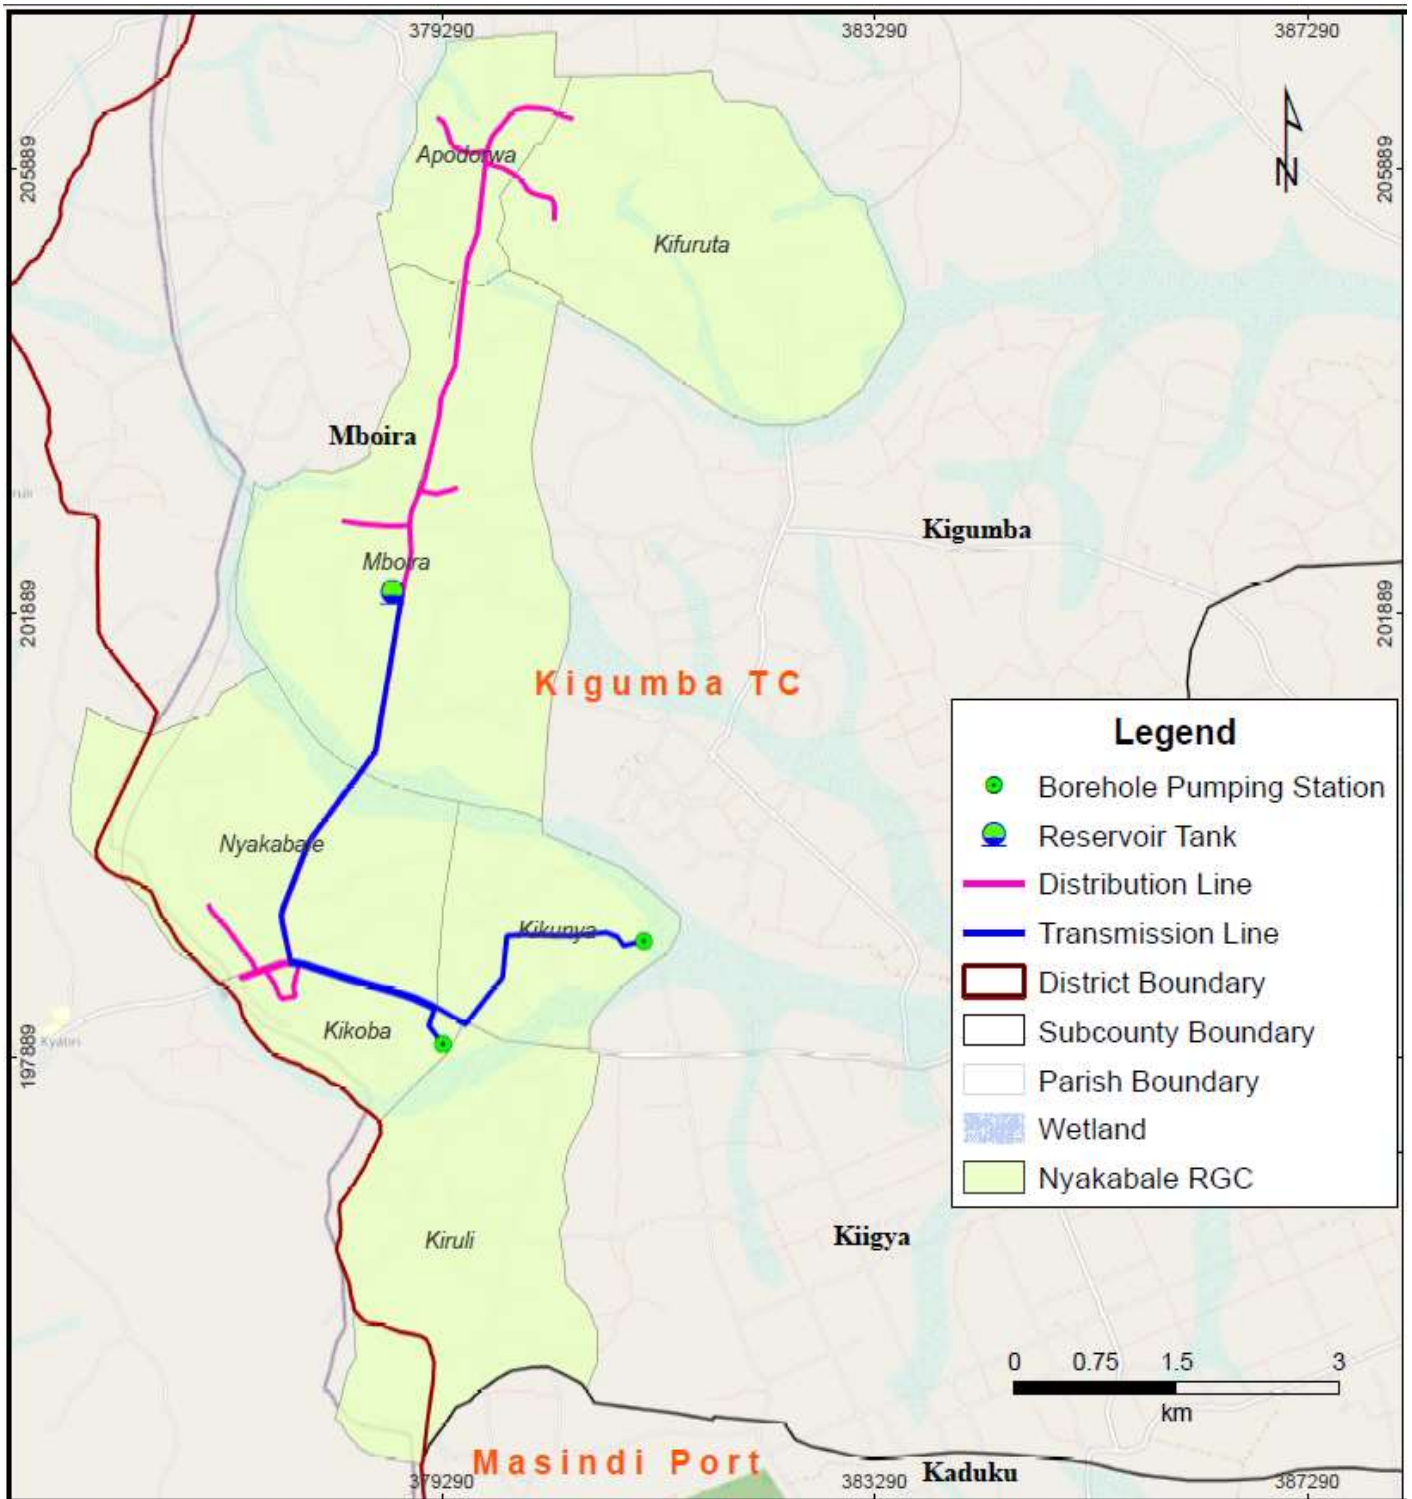 379290
383290
387290
205889
205889
N
Apodorwa
Kifuruta
Mboira
Kigumba
Mboira
201889
201889
Kigumba TC
Legend
Borehole Pumping Station
Reservoir Tank
Distribution Line
Transmission Line
District Boundary
Subcounty Boundary
Parish Boundary
Wetland
Nyakabale RGC
Nyakabale
Kikunya
Kikoba
197889
Kiruli
Kiigya
0 0.75 1.5 3
km
Masindi Port
Kaduku
379290
383290
387290